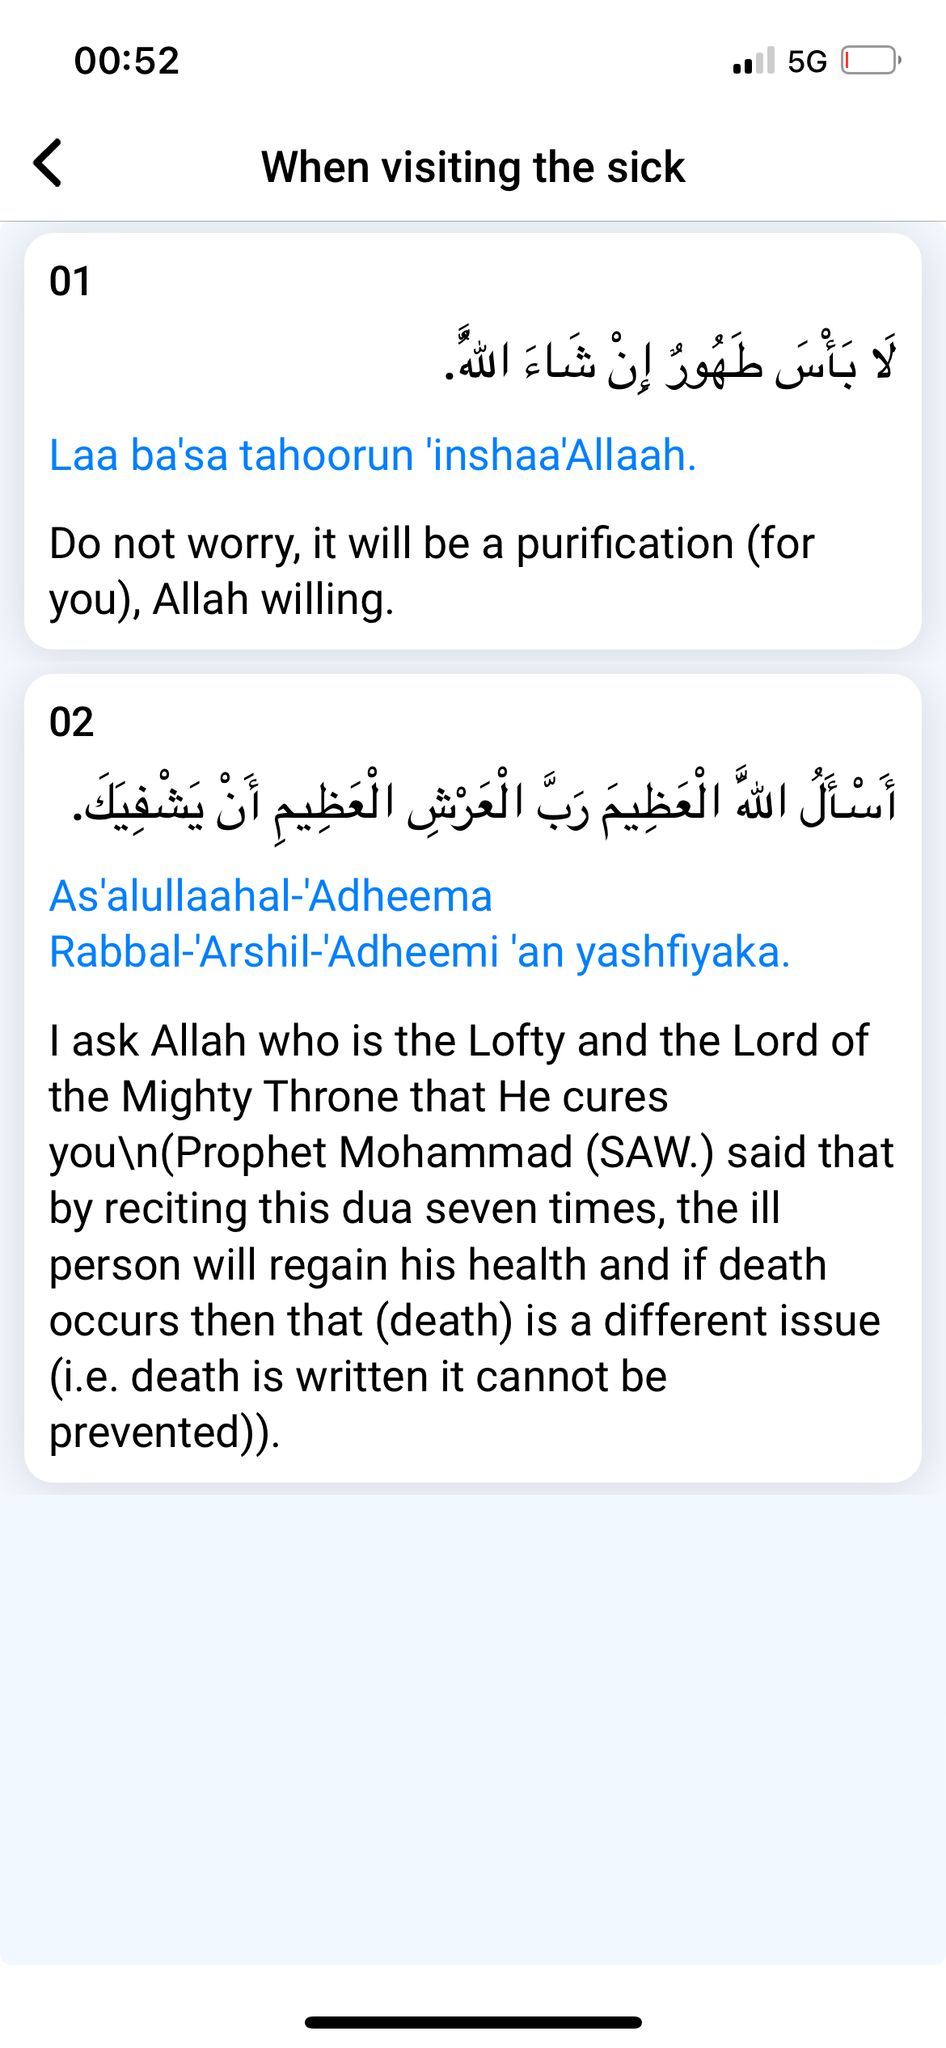 00:52
5G
When visiting the sick
01
لَا بَأْسَ طَهُورٌ إِنْ شَاءَ اللهُ.
Laa ba'sa tahoorun 'inshaa'Allaah.
Do not worry, it will be a purification (for
you), Allah willing.
02
أَسْأَلُ اللهَ الْعَظِيمَ رَبَّ الْعَرْشِ الْعَظِيمِ أَنْ يَشْفِيَكَ.
As'alullaahal-'Adheema
Rabbal-'Arshil-'Adheemi 'an yashfiyaka.
I ask Allah who is the Lofty and the Lord of
the Mighty Throne that He cures
you\n(Prophet Mohammad (SAW.) said that
by reciting this dua seven times, the ill
person will regain his health and if death
occurs then that (death) is a different issue
(i.e. death is written it cannot be
prevented)).